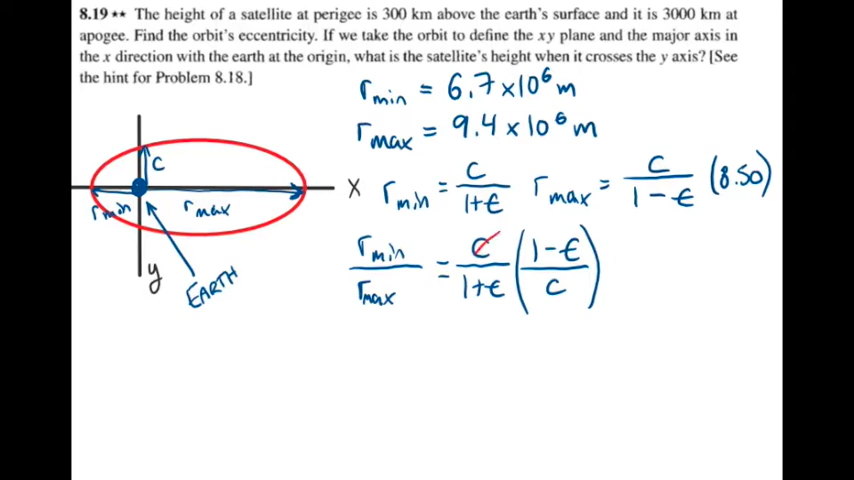 8.19 ★★ The height of a satellite at perigee is 300 km above the earth's surface and it is 3000 km at
apogee. Find the orbit's eccentricity. If we take the orbit to define the xy plane and the major axis in
the x direction with the earth at the origin, what is the satellite's height when it crosses the y axis? [See
the hint for Problem 8.18.]
r_min = 6.7×10⁶ m
r_max = 9.4×10⁶ m
c
x
r_min = c/(1+ϵ) r_max = c/(1-ϵ) (8.50)
r_min r_max
r_min/r_max = c/(1+ϵ) ((1-ϵ)/c)
y
EARTH